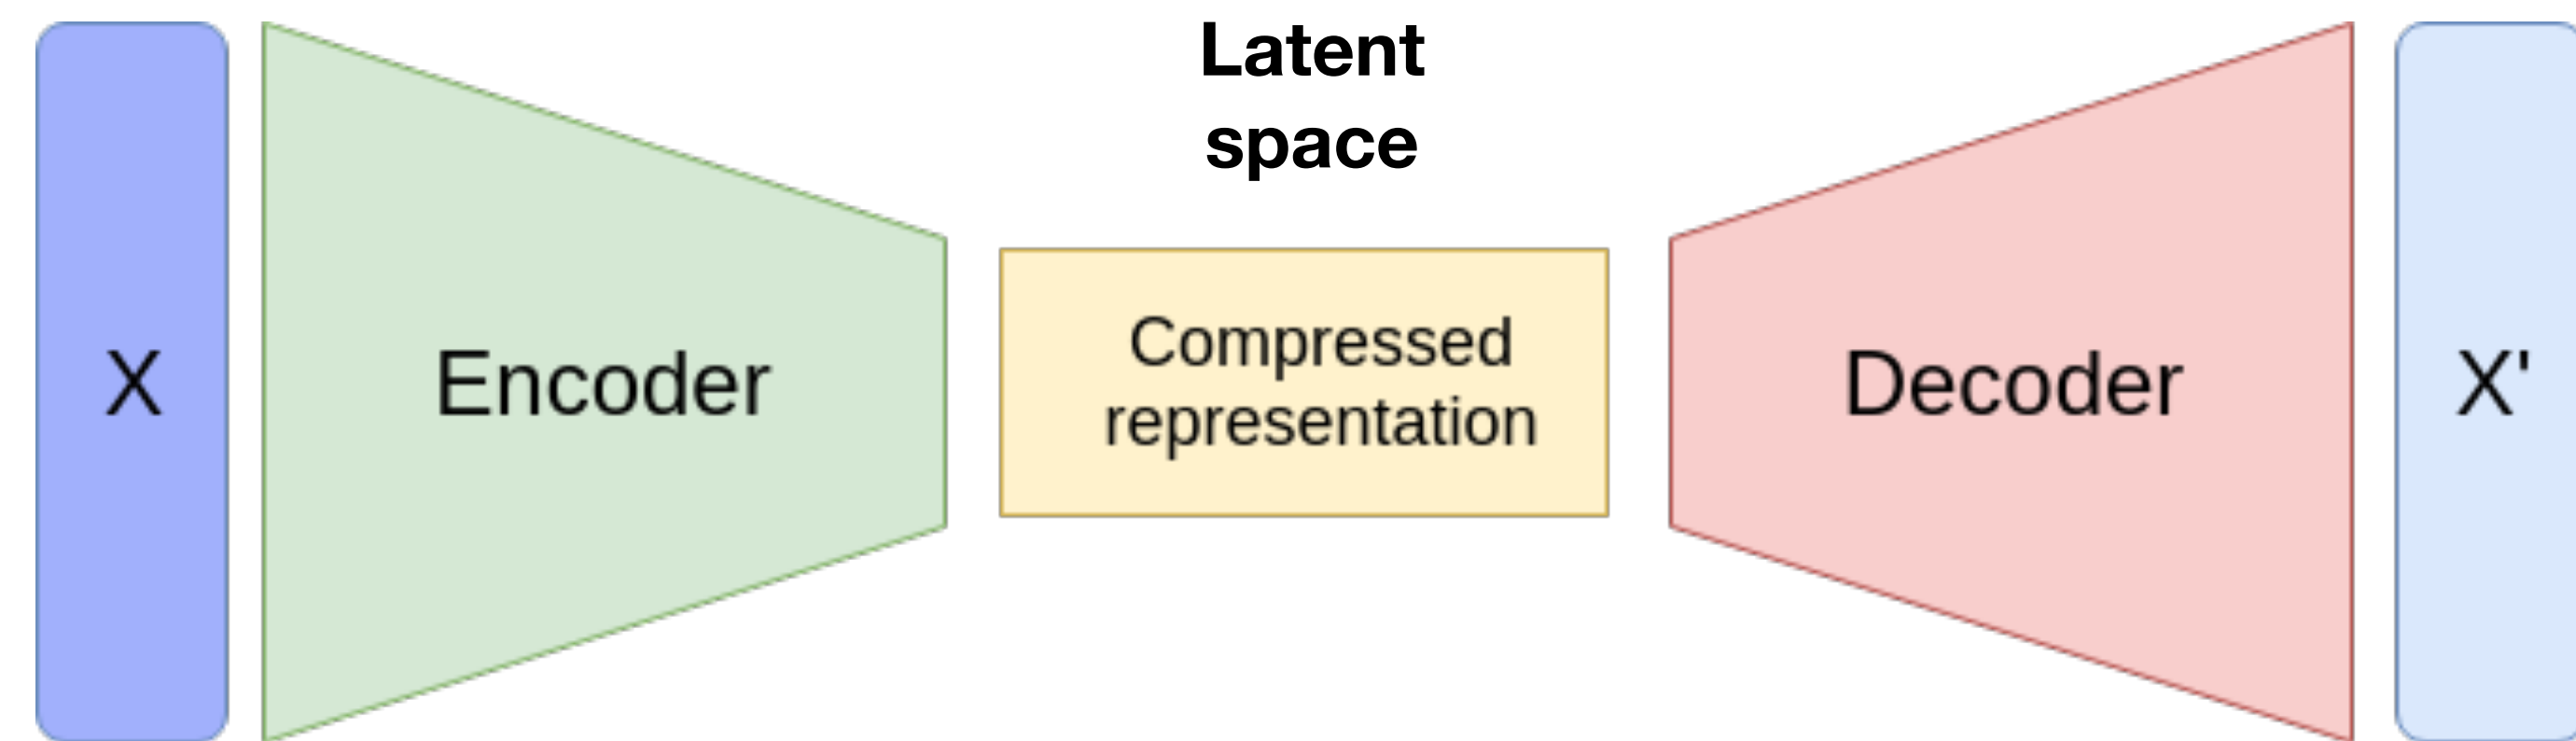 Latent
space
X
Encoder
Compressed
representation
Decoder
X'